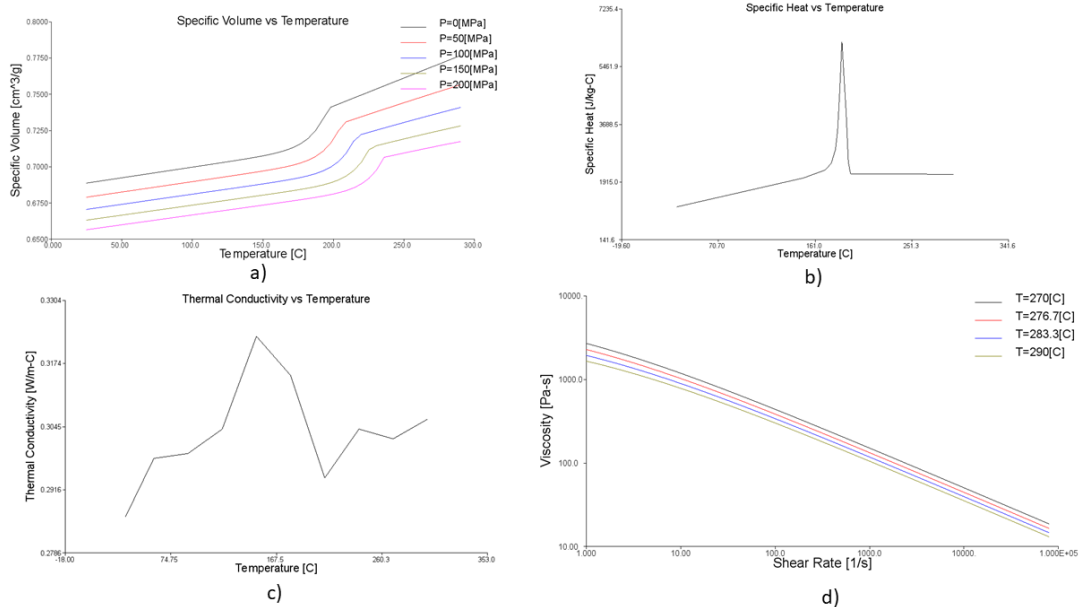 Specific Volume vs Temperature
P=0[MPa]
P=50[MPa]
P=100[MPa]
P=150[MPa]
P=200[MPa]
0.8000
0.7750
0.7500
0.7250
0.7000
0.6750
0.6500
Specific Volume [cm^3/g]
0.000
50.00
100.0
150.0
200.0
250.0
300.0
Temperature [C]
a)
Specific Heat vs Temperature
7235.4
5461.9
3688.5
1915.0
141.6
Specific Heat [J/kg-C]
-19.60
70.70
161.0
251.3
341.6
Temperature [C]
b)
Thermal Conductivity vs Temperature
0.3304
0.3174
0.3045
0.2916
0.2786
Thermal Conductivity [W/m-C]
-18.00
74.75
167.5
260.3
353.0
Temperature [C]
c)
T=270[C]
T=276.7[C]
T=283.3[C]
T=290[C]
10000.
1000.0
100.0
10.00
Viscosity [Pa-s]
1.000
10.00
100.0
1000.0
10000.
1.000E+05
Shear Rate [1/s]
d)